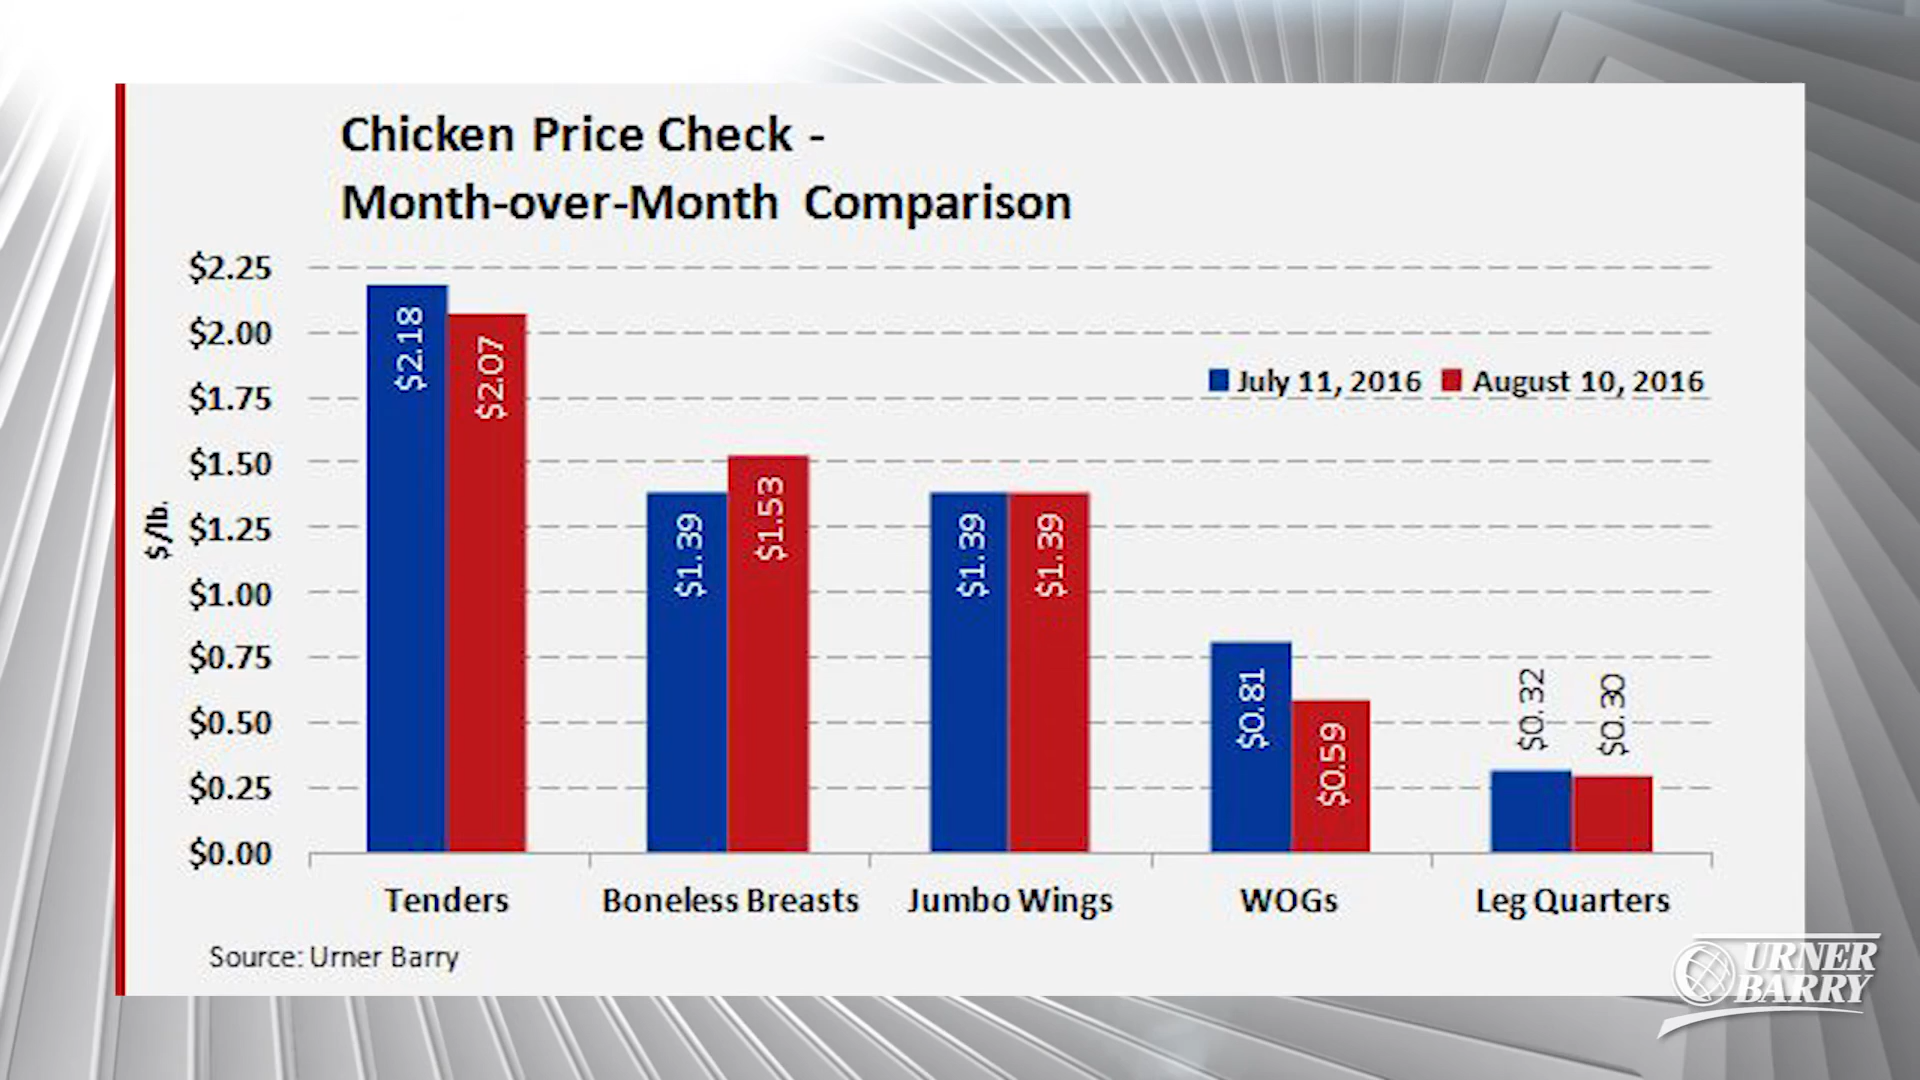 Chicken Price Check -
Month-over-Month Comparison
$2.25
$2.00
$1.75
$1.50
$1.25
$1.00
$0.75
$0.50
$0.25
$0.00
$/lb.
July 11, 2016 August 10, 2016
$2.18 $2.07
$1.39 $1.53
$1.39 $1.39
$0.81 $0.59
$0.32 $0.30
Tenders Boneless Breasts Jumbo Wings WOGs Leg Quarters
Source: Urner Barry
URNER
BARRY